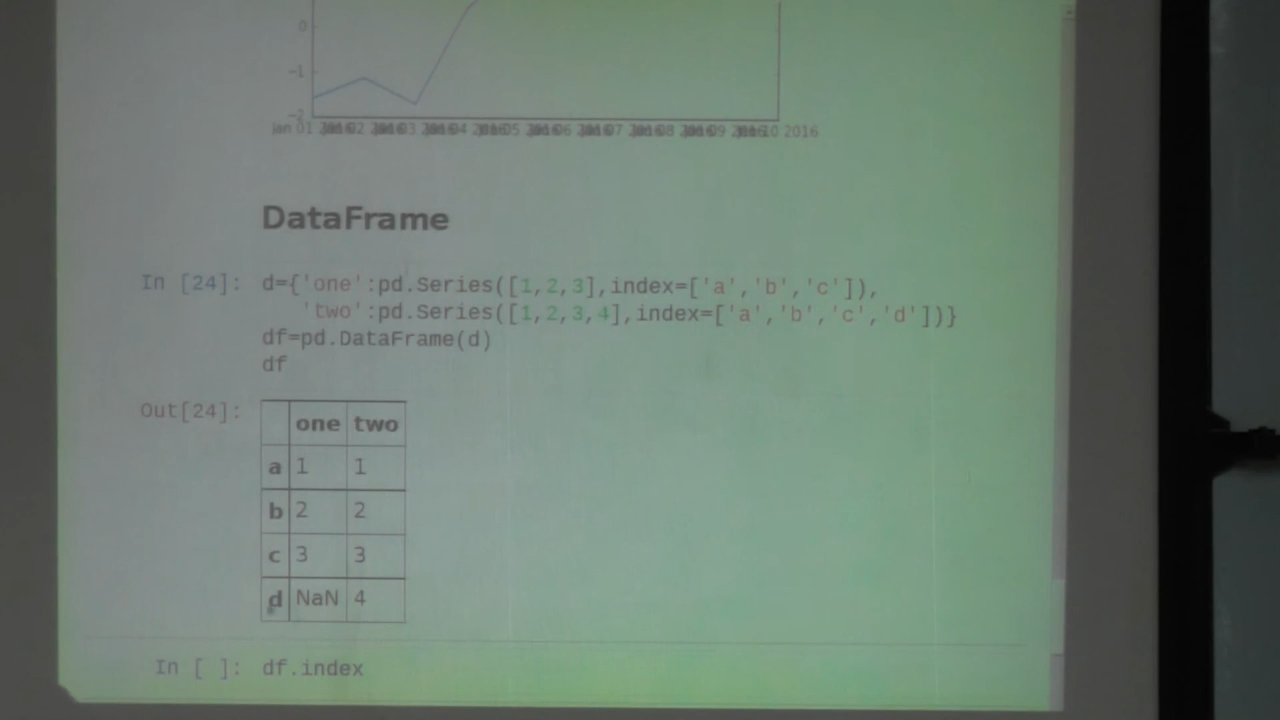 0
-1
-2
Jan 01 2016
DataFrame
In [24]: d={'one':pd.Series([1,2,3],index=['a','b','c']),
'two':pd.Series([1,2,3,4],index=['a','b','c','d'])}
df=pd.DataFrame(d)
df
Out[24]:
one two
a 1 1
b 2 2
c 3 3
d NaN 4
In [ ]: df.index